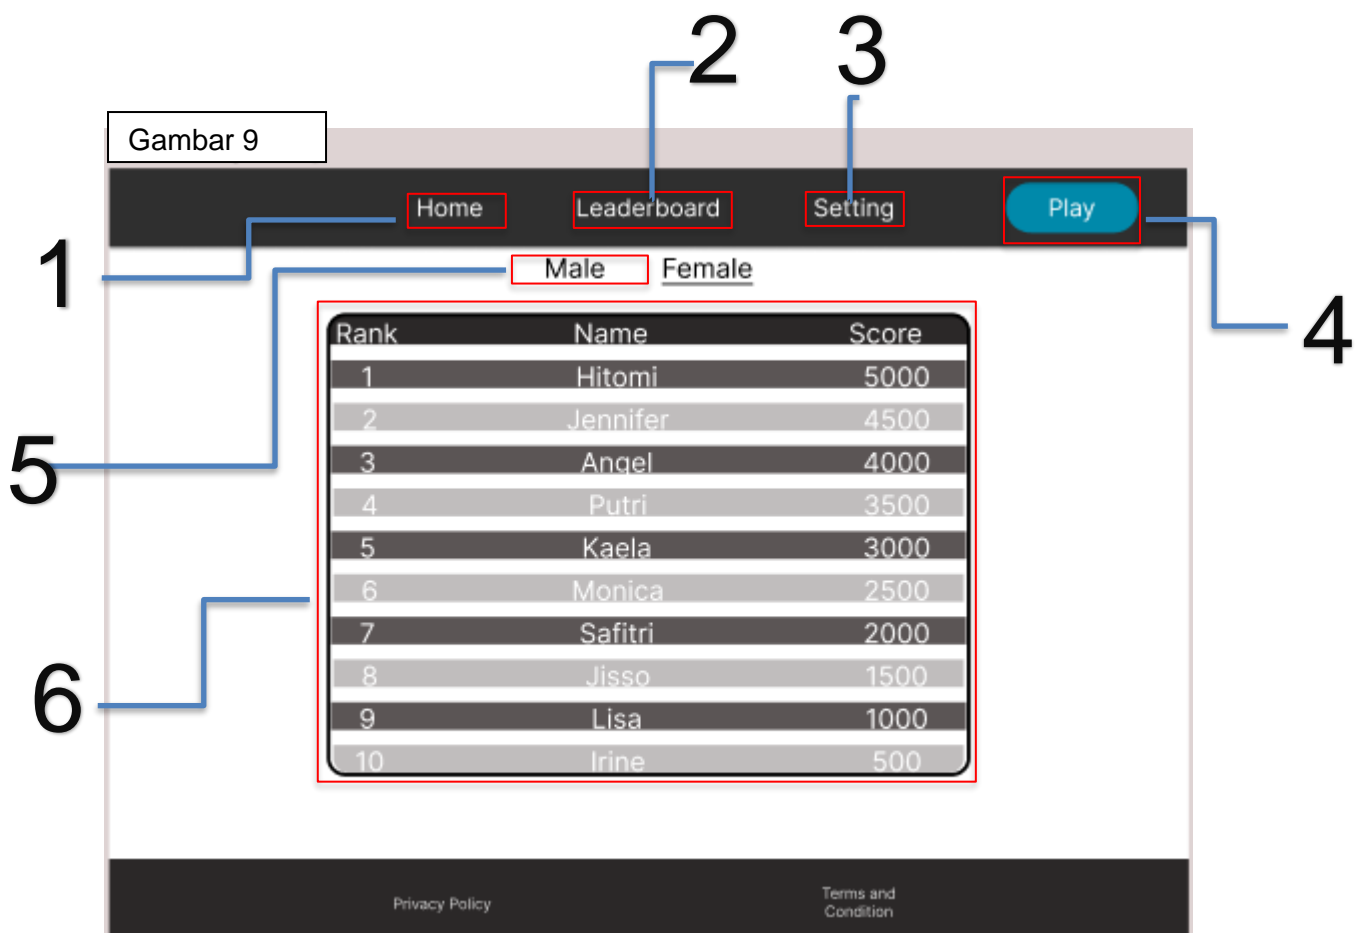 2 3
Gambar 9
Home Leaderboard Setting Play
1
Male Female
4
Rank Name Score
1 Hitomi 5000
2 Jennifer 4500
5
3 Angel 4000
4 Putri 3500
5 Kaela 3000
6 Monica 2500
7 Safitri 2000
6
8 Jisso 1500
9 Lisa 1000
10 Irine 500
Privacy Policy
Terms and
Condition